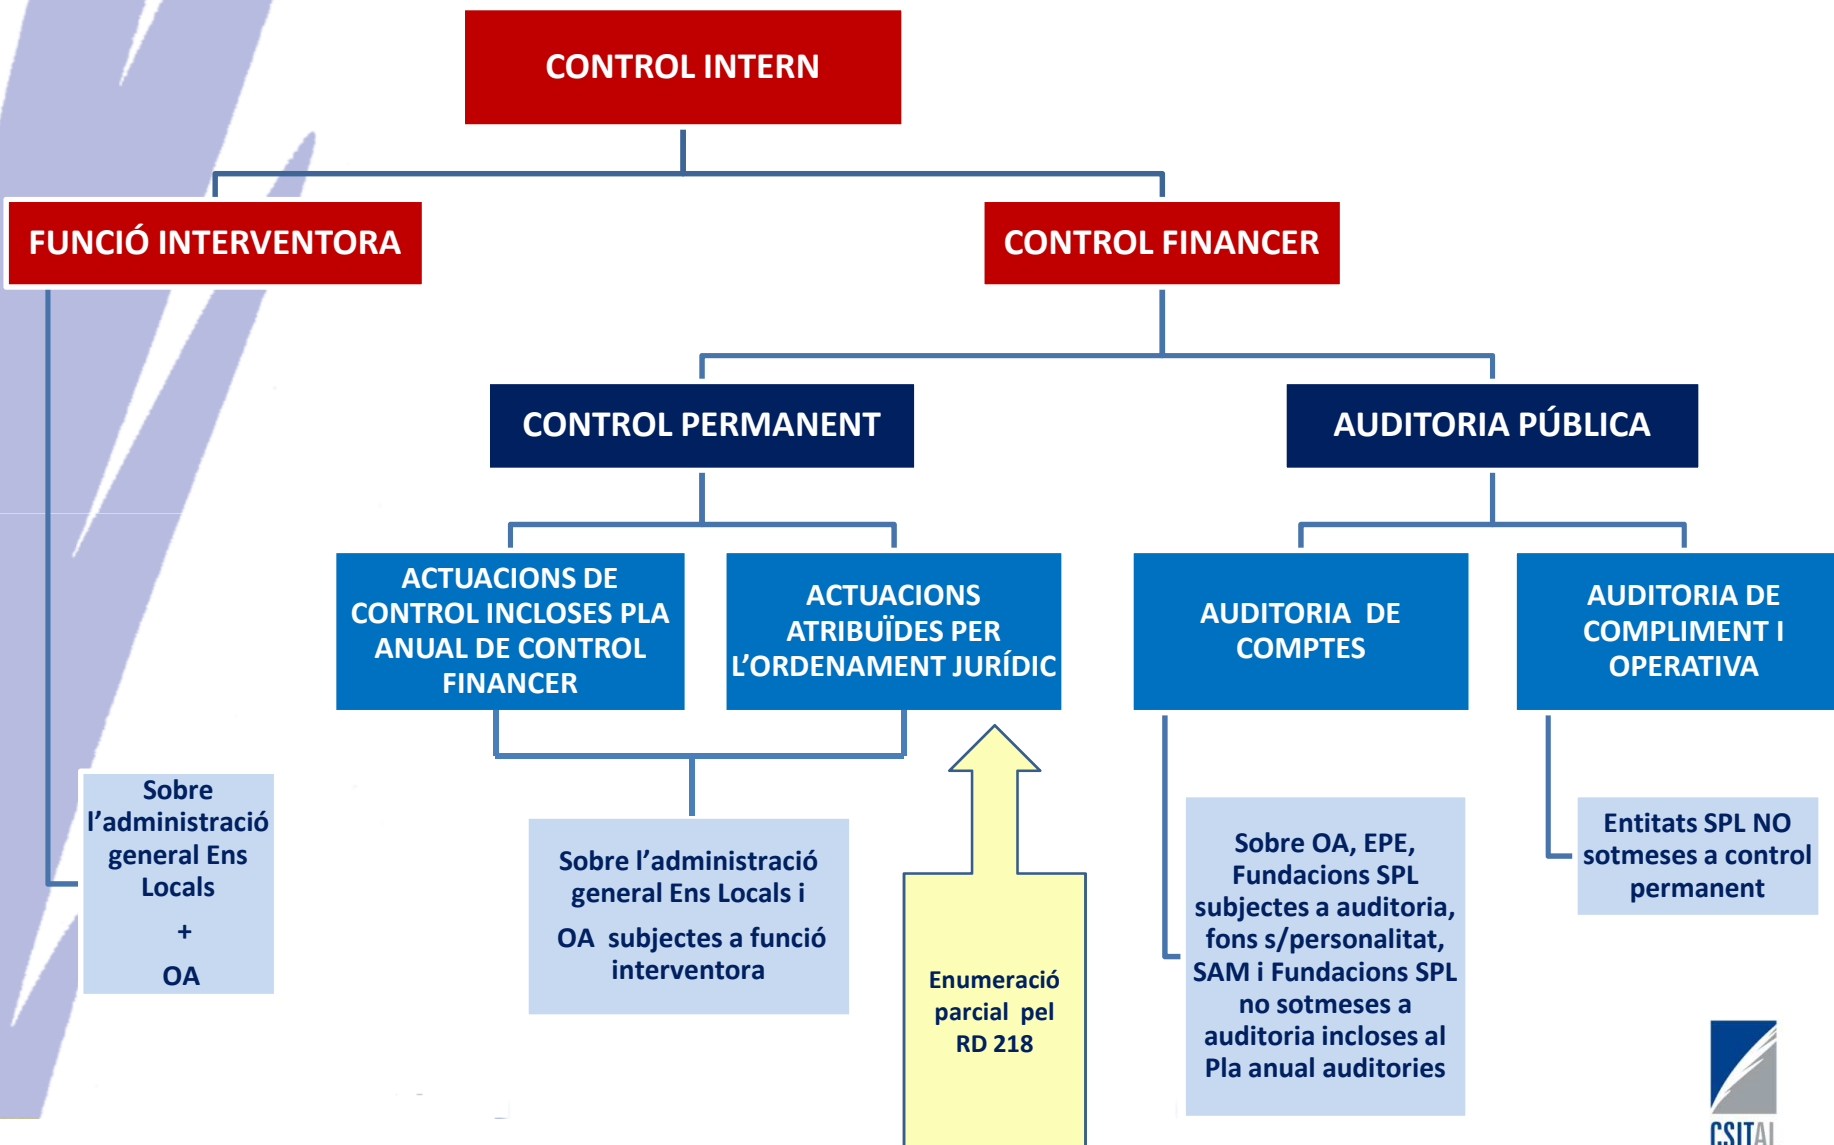 CONTROL INTERN
FUNCIÓ INTERVENTORA
CONTROL FINANCER
CONTROL PERMANENT
AUDITORIA PÚBLICA
ACTUACIONS DE
CONTROL INCLOSES PLA
ANUAL DE CONTROL
FINANCER
ACTUACIONS
ATRIBUÏDES PER
L’ORDENAMENT JURÍDIC
AUDITORIA DE
COMPTES
AUDITORIA DE
COMPLIMENT I
OPERATIVA
Sobre
l’administració
general Ens
Locals
+
OA
Sobre l’administració
general Ens Locals i
OA subjectes a funció
interventora
Enumeració
parcial pel
RD 218
Sobre OA, EPE,
Fundacions SPL
subjectes a auditoria,
fons s/personalitat,
SAM i Fundacions SPL
no sotmeses a
auditoria incloses al
Pla anual auditories
Entitats SPL NO
sotmeses a control
permanent
CSITAL